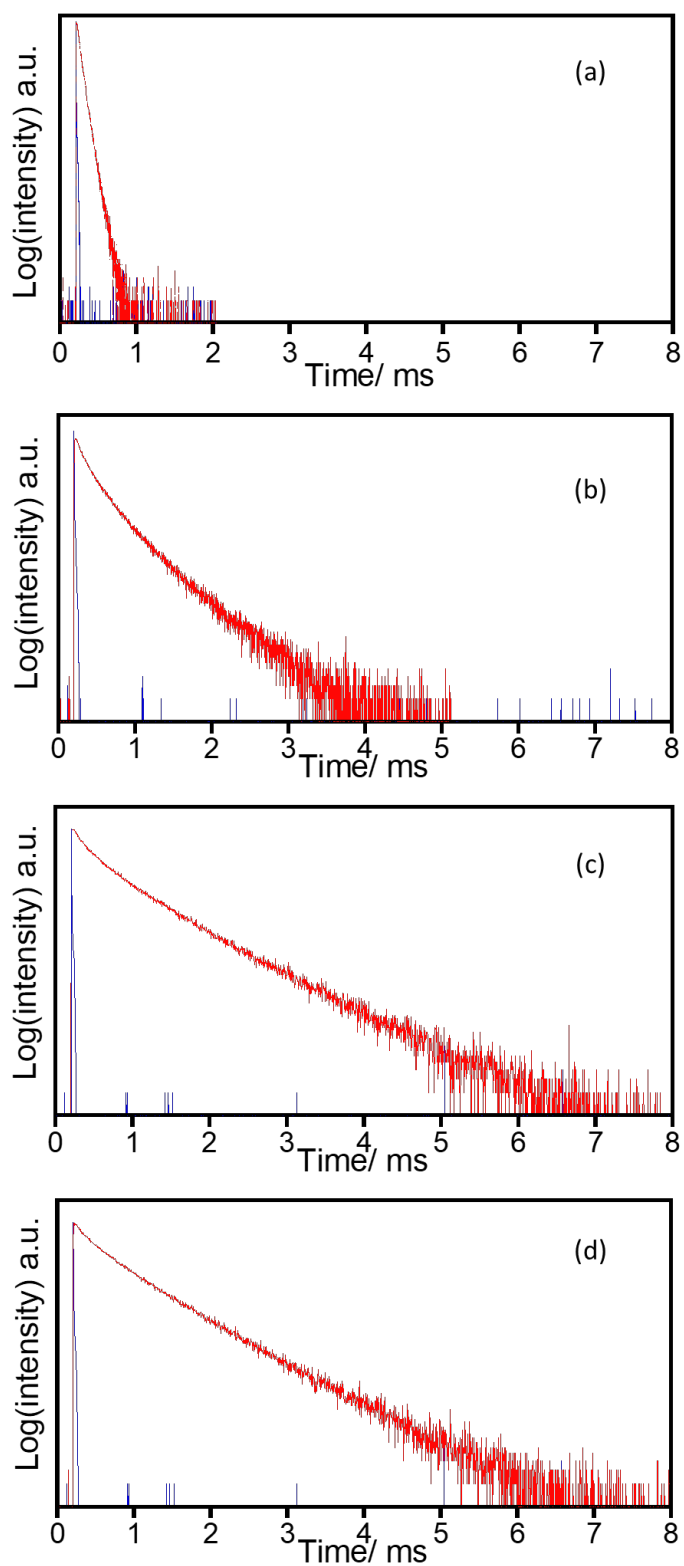 Log(intensity) a.u.
(a)
0 1 2 3 4 5 6 7 8
Time/ ms
Log(intensity) a.u.
(b)
0 1 2 3 4 5 6 7 8
Time/ ms
Log(intensity) a.u.
(c)
0 1 2 3 4 5 6 7 8
Time/ ms
Log(intensity) a.u.
(d)
0 1 2 3 4 5 6 7 8
Time/ ms